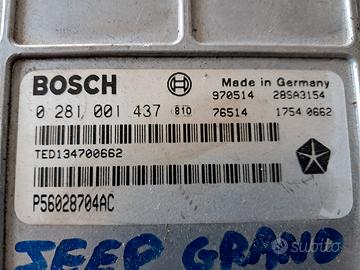 BOSCH
Made in Germany
970514 28SA3154
0 281 001 437 810 76514 1754 0662
TED134700662
P56028704AC
JEEP GRAND
subito